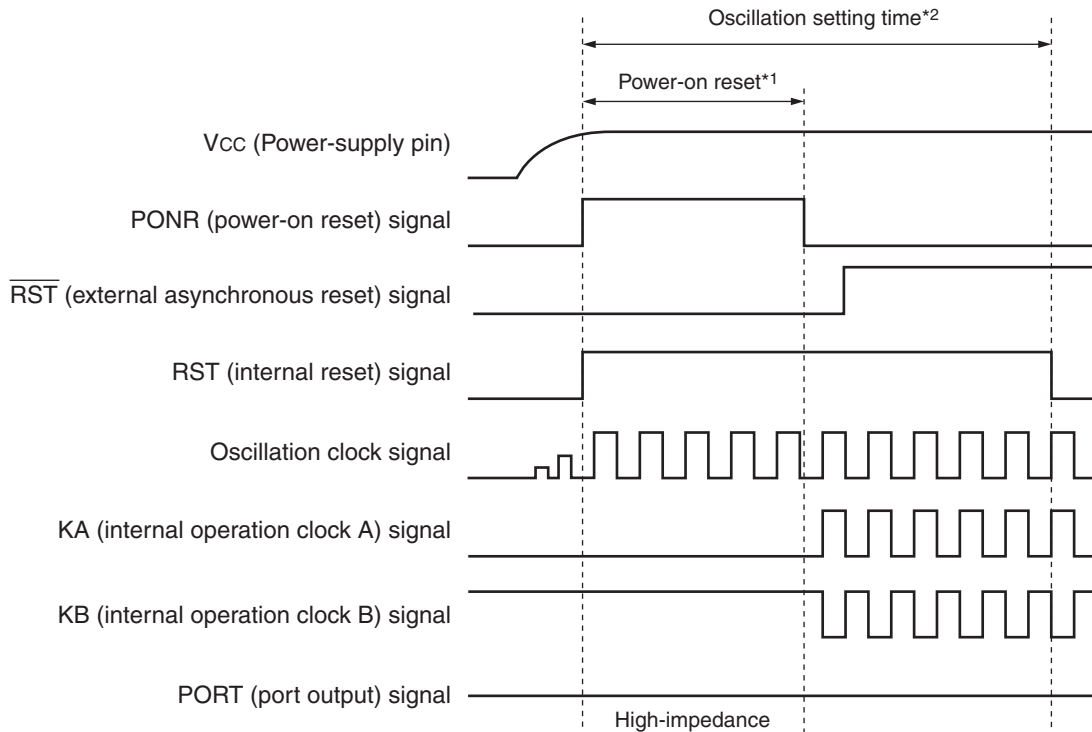 Oscillation setting time*2
Power-on reset*1
Vcc (Power-supply pin)
PONR (power-on reset) signal
R̅S̅T̅ (external asynchronous reset) signal
RST (internal reset) signal
Oscillation clock signal
KA (internal operation clock A) signal
KB (internal operation clock B) signal
PORT (port output) signal
High-impedance